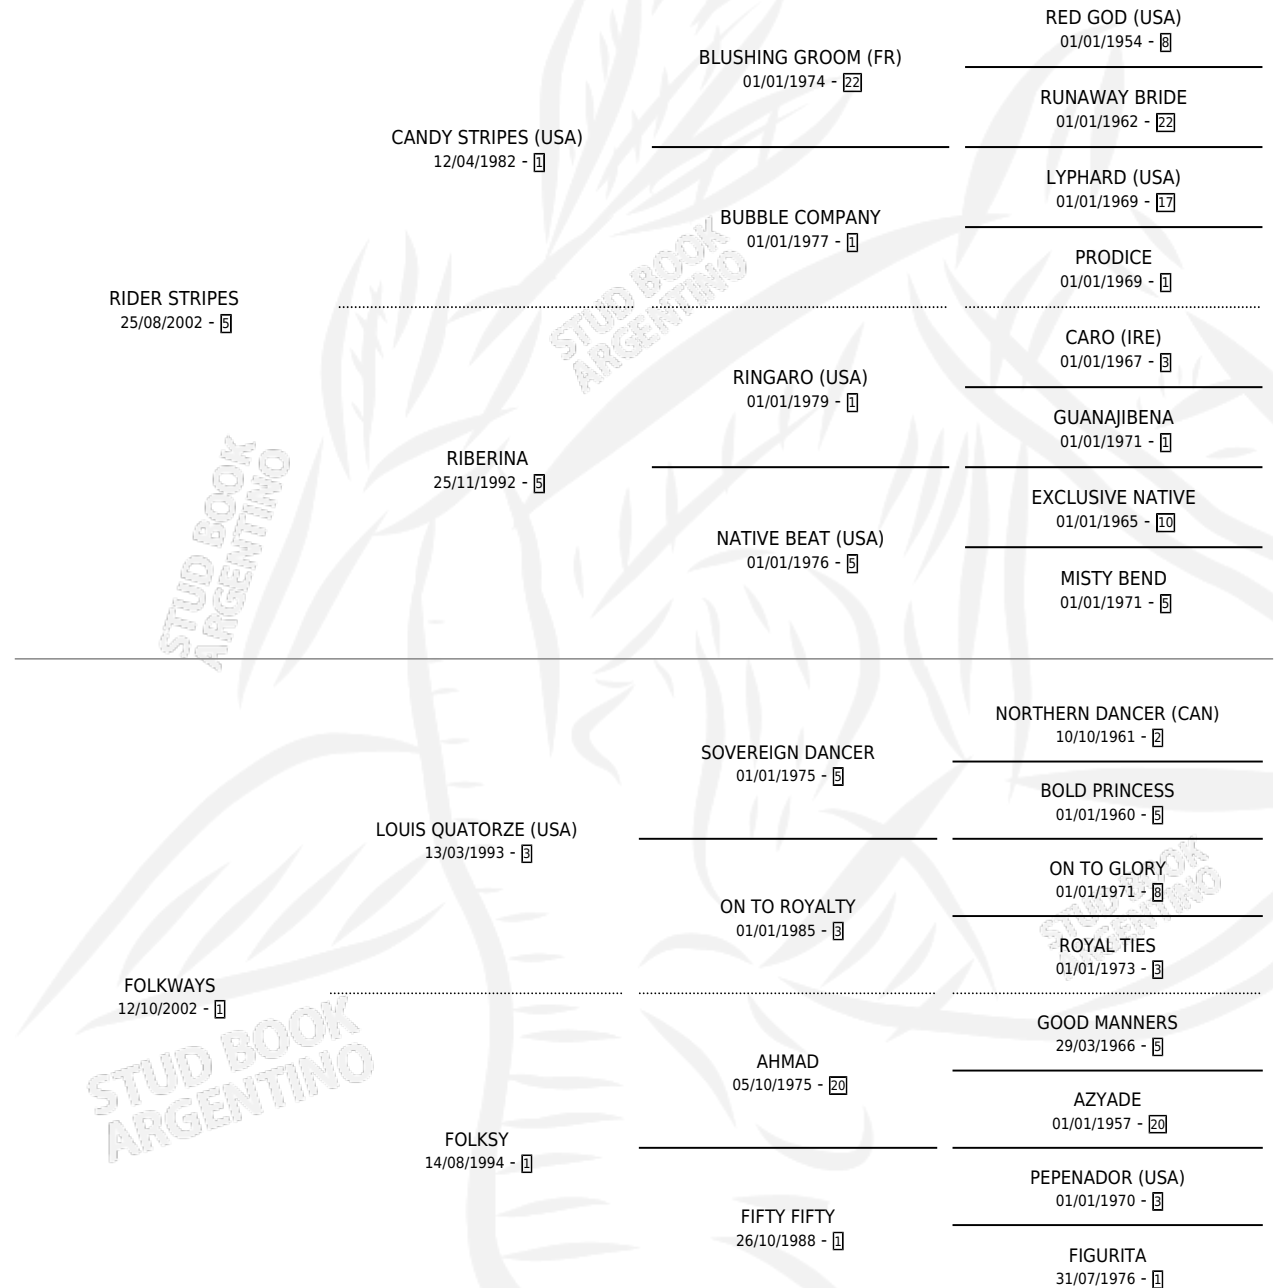 RED GOD (USA)
01/01/1954 - 8
BLUSHING GROOM (FR)
01/01/1974 - 22
RUNAWAY BRIDE
01/01/1962 - 22
CANDY STRIPES (USA)
12/04/1982 - 1
LYPHARD (USA)
01/01/1969 - 17
BUBBLE COMPANY
01/01/1977 - 1
PRODICE
01/01/1969 - 1
RIDER STRIPES
25/08/2002 - 5
STUD BOOK
ARGENTINO
CARO (IRE)
01/01/1967 - 3
RINGARO (USA)
01/01/1979 - 1
GUANAJIBENA
01/01/1971 - 1
RIBERINA
25/11/1992 - 5
EXCLUSIVE NATIVE
01/01/1965 - 10
NATIVE BEAT (USA)
01/01/1976 - 5
MISTY BEND
01/01/1971 - 5
STUD BOOK
ARGENTINO
NORTHERN DANCER (CAN)
10/10/1961 - 2
SOVEREIGN DANCER
01/01/1975 - 5
BOLD PRINCESS
01/01/1960 - 5
LOUIS QUATORZE (USA)
13/03/1993 - 3
ON TO GLORY
01/01/1971 - 8
ON TO ROYALTY
01/01/1985 - 3
STUD BOOK
ARGENTINO
ROYAL TIES
01/01/1973 - 3
FOLKWAYS
12/10/2002 - 1
GOOD MANNERS
29/03/1966 - 5
AHMAD
05/10/1975 - 20
STUD BOOK
ARGENTINO
AZYADE
01/01/1957 - 20
FOLKSY
14/08/1994 - 1
PEPENADOR (USA)
01/01/1970 - 3
FIFTY FIFTY
26/10/1988 - 1
FIGURITA
31/07/1976 - 1